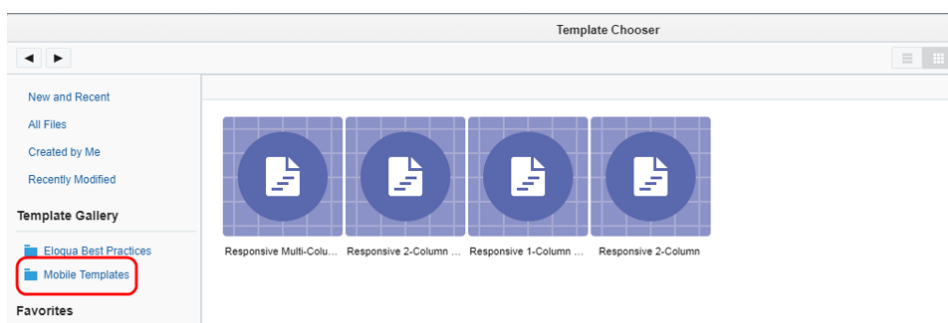 Template Chooser
New and Recent
All Files
Created by Me
Recently Modified
Template Gallery
Eloqua Best Practices
Mobile Templates
Favorites
Responsive Multi-Colu...
Responsive 2-Column ...
Responsive 1-Column ...
Responsive 2-Column